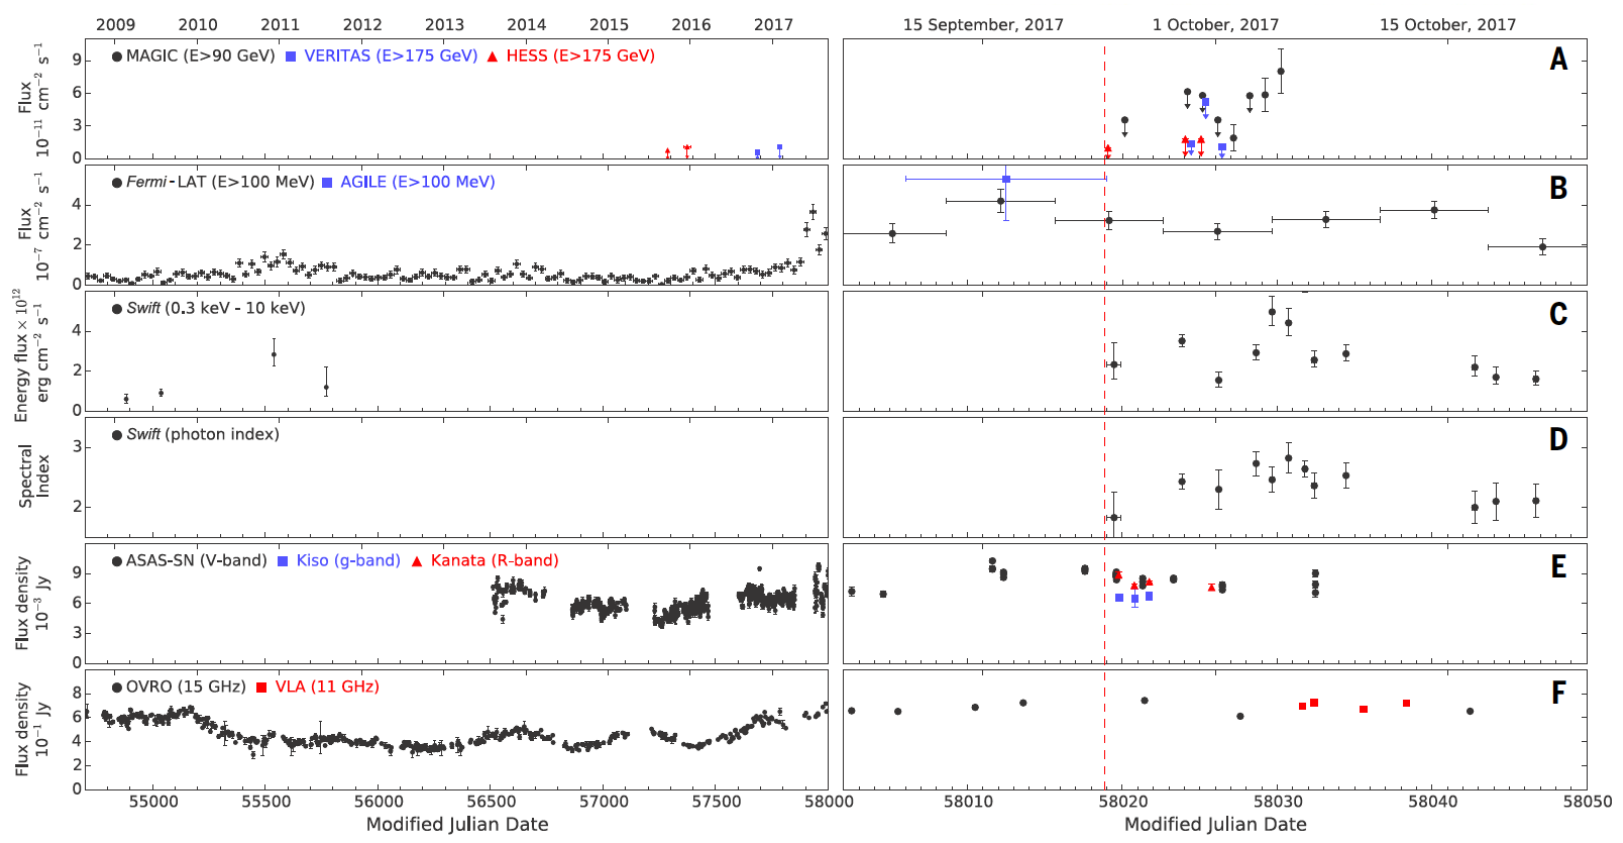 2009 2010 2011 2012 2013 2014 2015 2016 2017 15 September, 2017 1 October, 2017 15 October, 2017
MAGIC (E>90 GeV) VERITAS (E>175 GeV) HESS (E>175 GeV) A
Flux
10⁻¹¹ cm⁻² s⁻¹
9
6
3
Fermi-LAT (E>100 MeV) AGILE (E>100 MeV) B
Flux
10⁻⁷ cm⁻² s⁻¹
4
2
0
Swift (0.3 keV - 10 keV) C
Energy flux × 10¹²
erg cm⁻² s⁻¹
4
2
0
Swift (photon index) D
Spectral
Index
3
2
ASAS-SN (V-band) Kiso (g-band) Kanata (R-band) E
Flux density
10⁻³ Jy
9
6
3
0
OVRO (15 GHz) VLA (11 GHz) F
Flux density
10⁻¹ Jy
8
6
4
2
0
55000 55500 56000 56500 57000 57500 58000 58010 58020 58030 58040 58050
Modified Julian Date Modified Julian Date